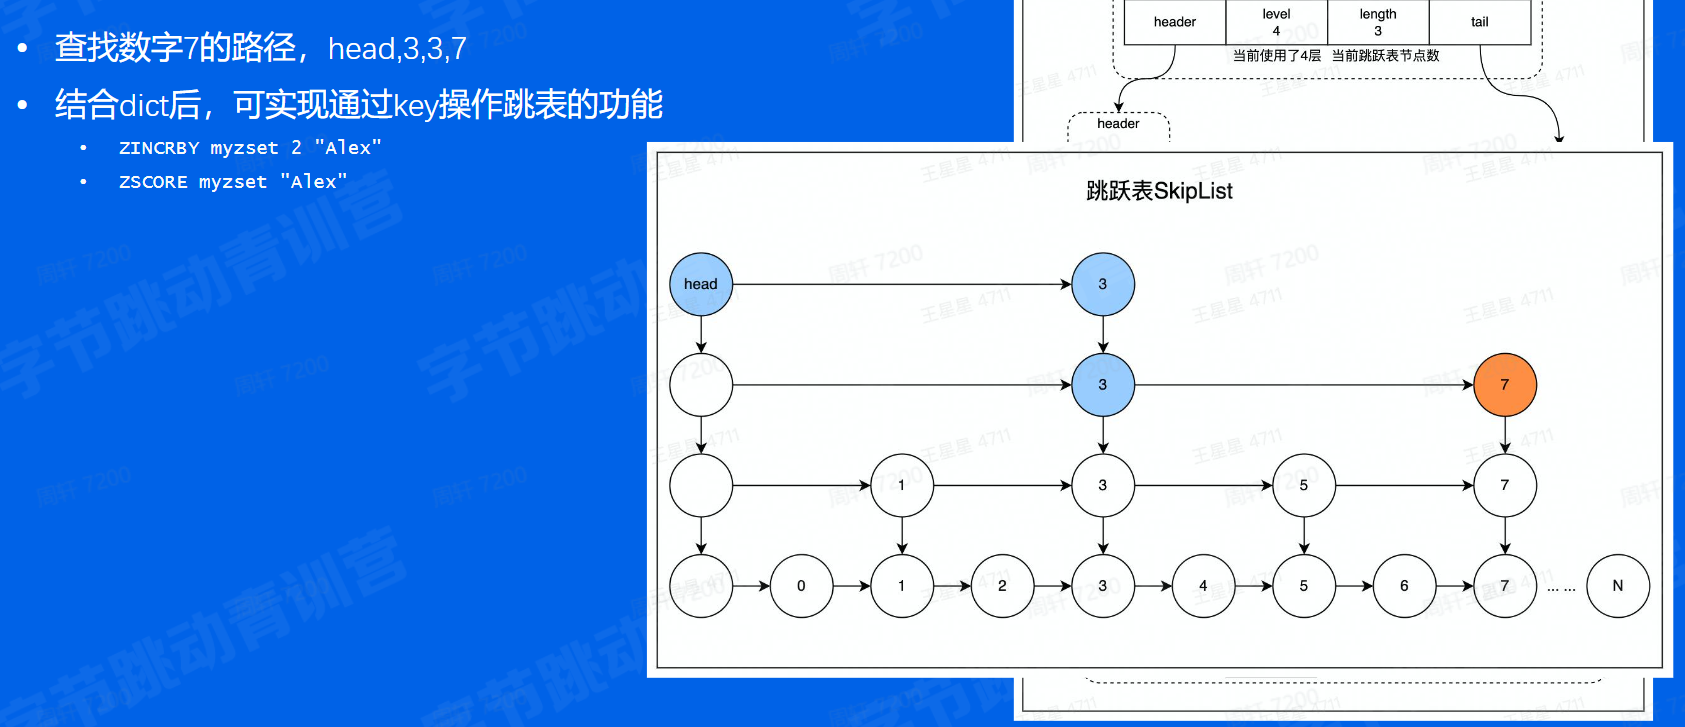 查找数字7的路径，head,3,3,7
结合dict后，可实现通过key操作跳表的功能
ZINCRBY myzset 2 "Alex"
ZSCORE myzset "Alex"
header
level
4
length
3
tail
当前使用了4层
当前跳跃表节点数
header
跳跃表SkipList
head
3
3
7
1
3
5
7
0
1
2
3
4
5
6
7
... ...
N
字节跳动青训营
周轩 7200
王星星 4711